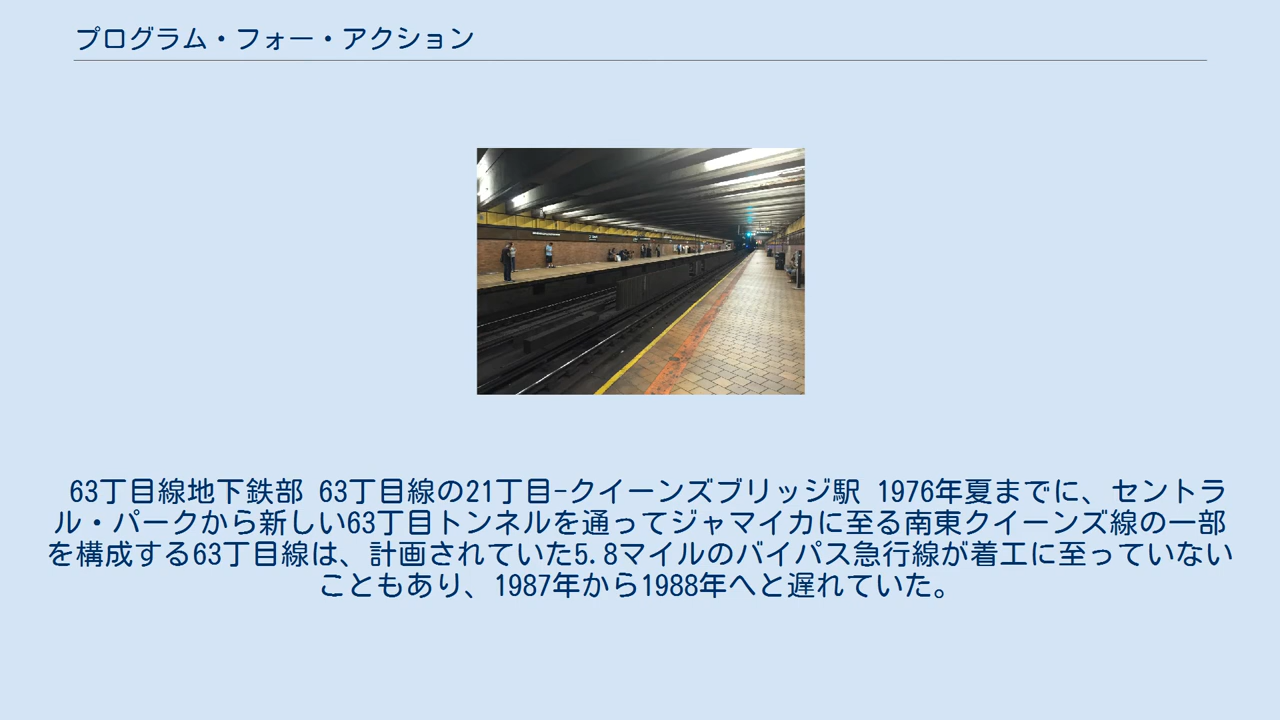 プログラム・フォー・アクション
63丁目線地下鉄部 63丁目線の21丁目-クイーンズブリッジ駅 1976年夏までに、セントラ
ル・パークから新しい63丁目トンネルを通ってジャマイカに至る南東クイーンズ線の一部
を構成する63丁目線は、計画されていた5.8マイルのバイパス急行線が着工に至っていない
こともあり、1987年から1988年へと遅れていた。